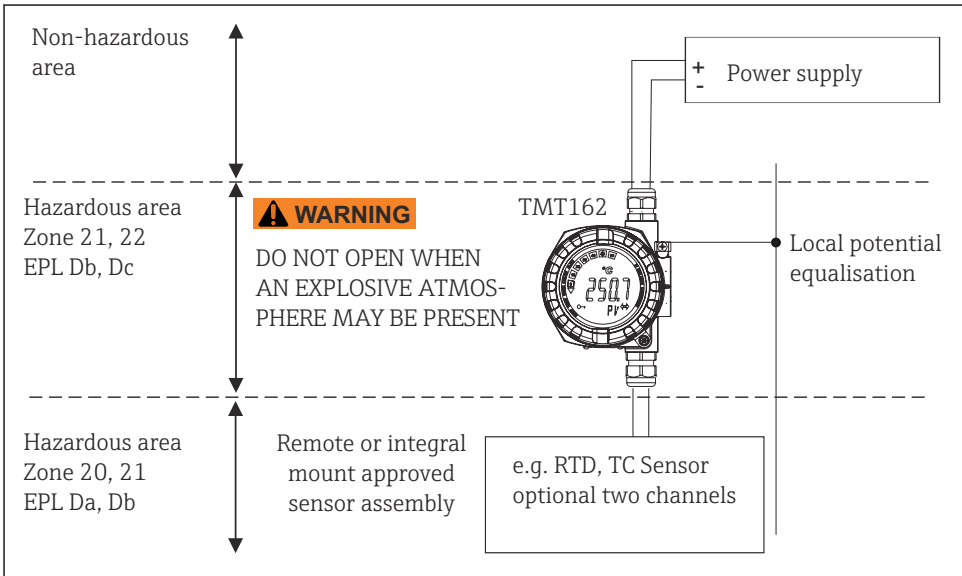 Non-hazardous
area
+
-
Power supply
Hazardous area
Zone 21, 22
EPL Db, Dc
WARNING
DO NOT OPEN WHEN
AN EXPLOSIVE ATMOS-
PHERE MAY BE PRESENT
TMT162
°C
250.7
PV
Local potential
equalisation
Hazardous area
Zone 20, 21
EPL Da, Db
Remote or integral
mount approved
sensor assembly
e.g. RTD, TC Sensor
optional two channels